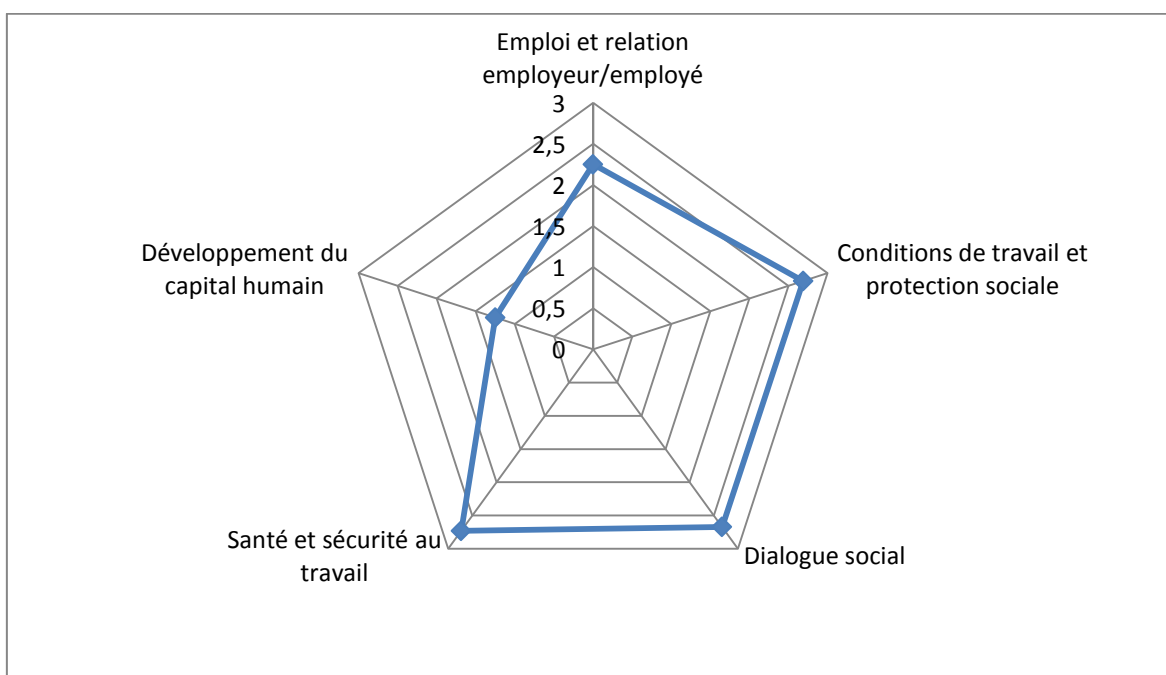 Emploi et relation
employeur/employé
3
2,5
2
1,5
1
0,5
0
Conditions de travail et
protection sociale
Dialogue social
Santé et sécurité au
travail
Développement du
capital humain